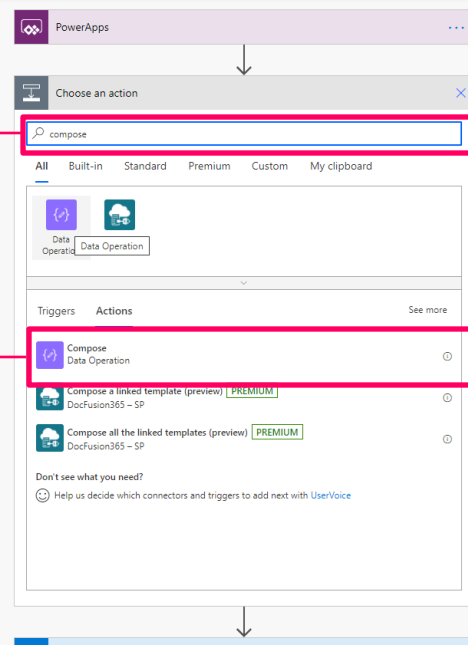 PowerApps
Choose an action
compose
All Built-in Standard Premium Custom My clipboard
Data
Operation
Data Operation
Triggers Actions See more
Compose
Data Operation
Compose a linked template (preview) PREMIUM
DocFusion365 – SP
Compose all the linked templates (preview) PREMIUM
DocFusion365 – SP
Don't see what you need?
Help us decide which connectors and triggers to add next with UserVoice